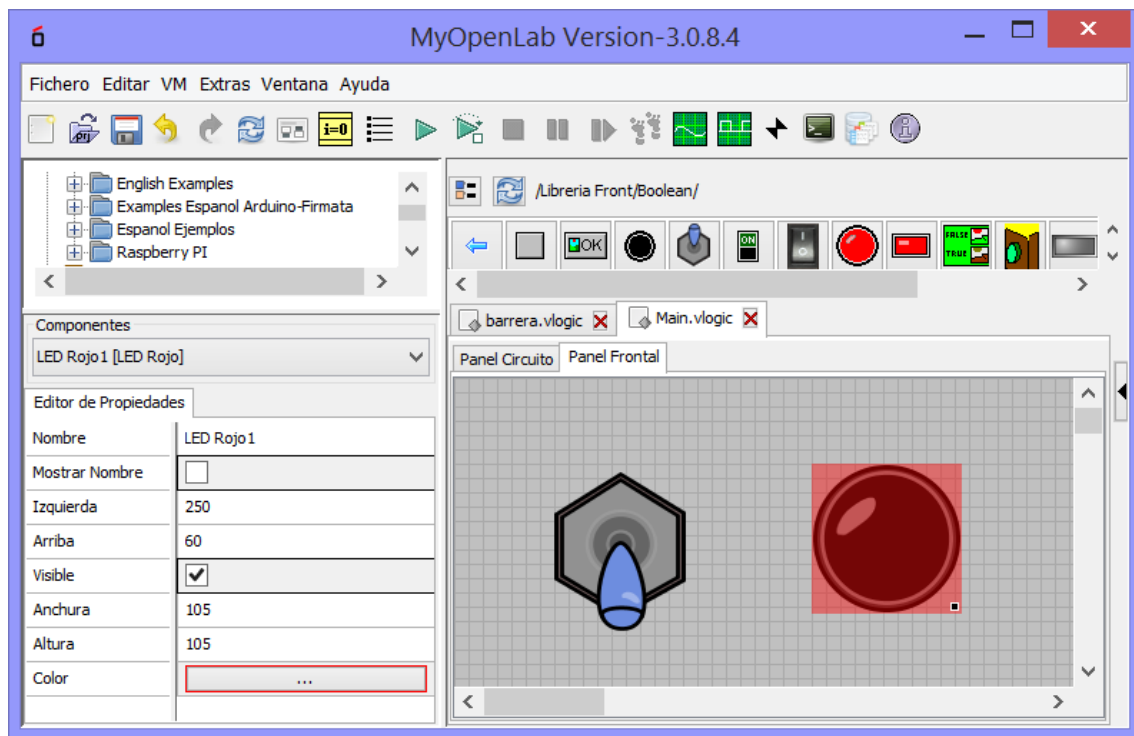 MyOpenLab Version-3.0.8.4
Fichero Editar VM Extras Ventana Ayuda
i=0
English Examples
Examples Espanol Arduino-Firmata
Espanol Ejemplos
Raspberry PI
/Libreria Front/Boolean/
OK
ON
FALSE
TRUE
barrera.vlogic
Main.vlogic
Panel Circuito
Panel Frontal
Componentes
LED Rojo1 [LED Rojo]
Editor de Propiedades
Nombre LED Rojo1
Mostrar Nombre
Izquierda 250
Arriba 60
Visible
Anchura 105
Altura 105
Color ...